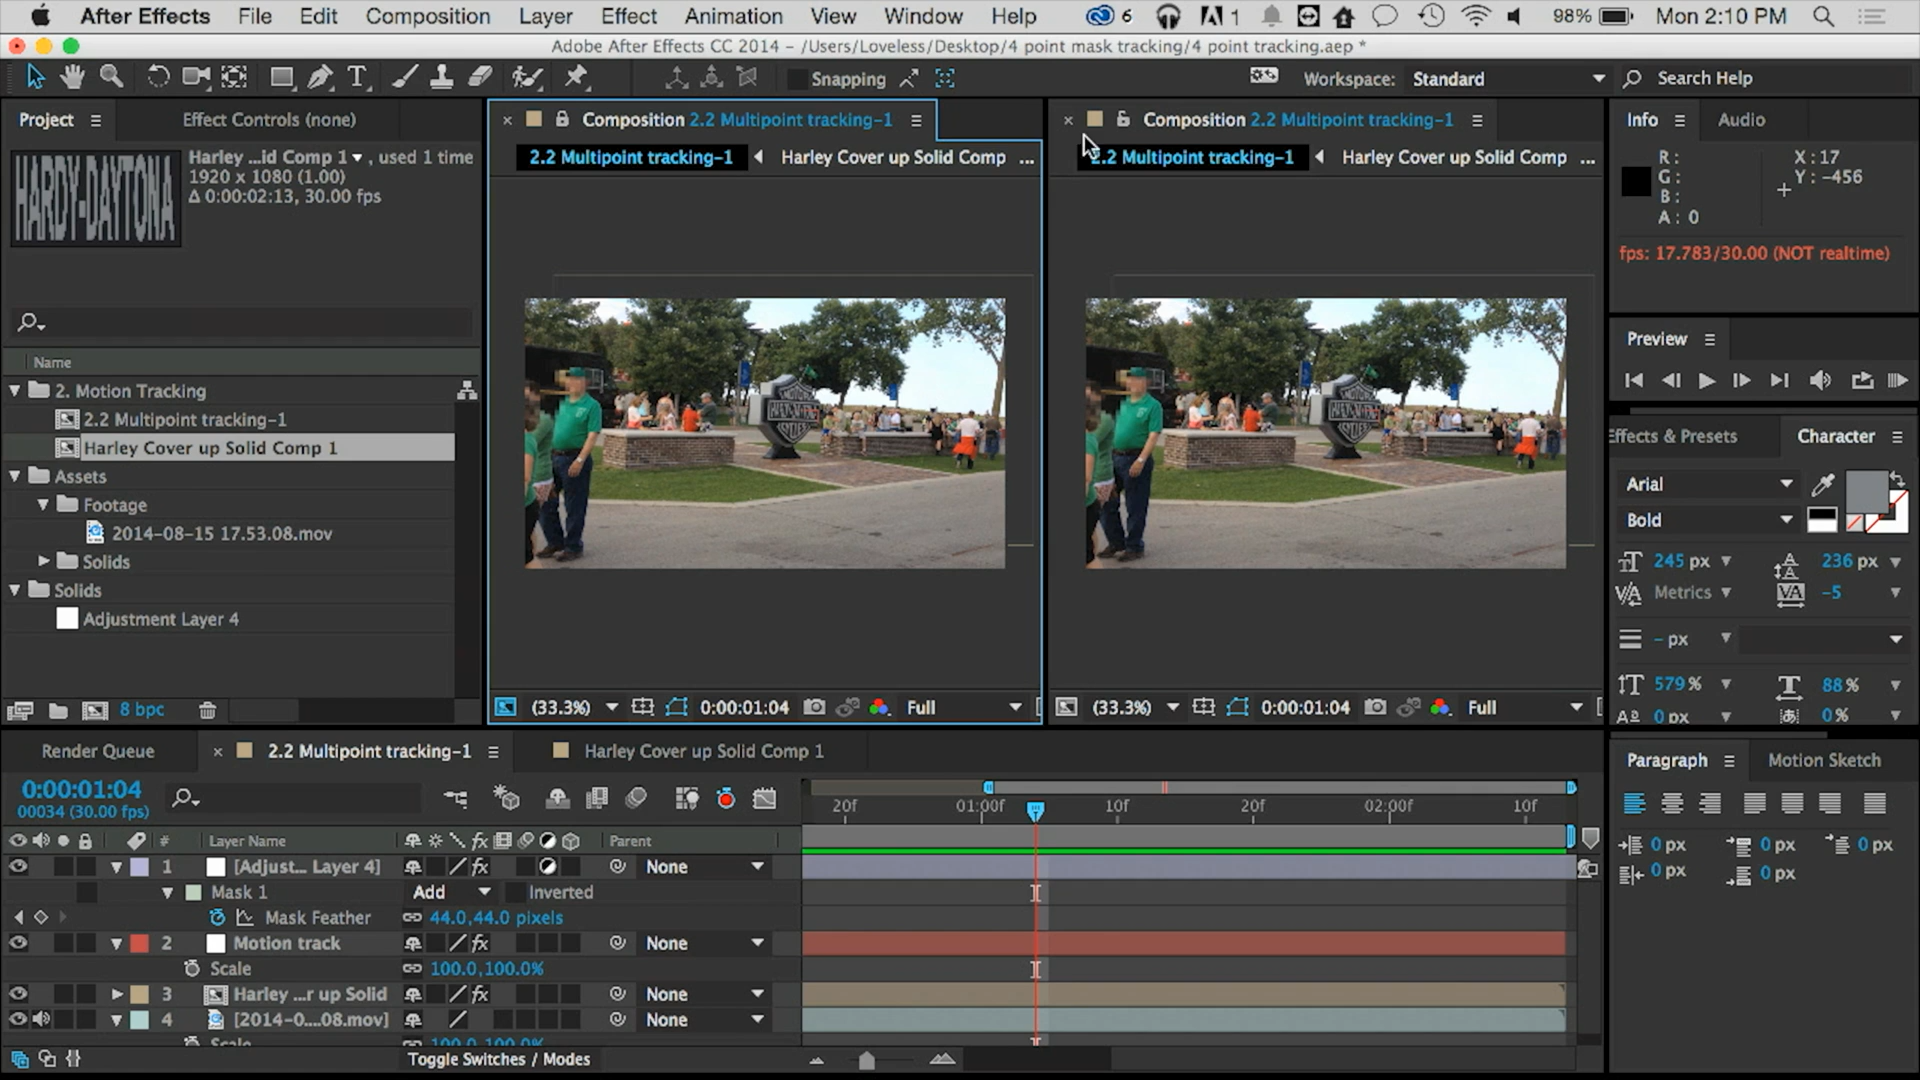 After Effects File Edit Composition Layer Effect Animation View Window Help 6 1 98% Mon 2:10 PM
Adobe After Effects CC 2014 - /Users/Loveless/Desktop/4 point mask tracking/4 point tracking.aep *
Snapping Workspace: Standard Search Help
Project Effect Controls (none)
Harley ...id Comp 1 , used 1 time
1920 x 1080 (1.00)
Δ 0:00:02:13, 30.00 fps
HARDY-DAYTONA
Name
2. Motion Tracking
2.2 Multipoint tracking-1
Harley Cover up Solid Comp 1
Assets
Footage
2014-08-15 17.53.08.mov
Solids
Solids
Adjustment Layer 4
8 bpc
Composition 2.2 Multipoint tracking-1
2.2 Multipoint tracking-1 Harley Cover up Solid Comp ...
(33.3%) 0:00:01:04 Full
Composition 2.2 Multipoint tracking-1
2.2 Multipoint tracking-1 Harley Cover up Solid Comp ...
(33.3%) 0:00:01:04 Full
Info Audio
R: X: 17
G: Y: -456
B:
A: 0
fps: 17.783/30.00 (NOT realtime)
Preview
Effects & Presets Character
Arial
Bold
245 px 236 px
Metrics -5
- px
579% 88%
0 px 0%
Paragraph Motion Sketch
0 px 0 px 0 px
0 px 0 px
Render Queue 2.2 Multipoint tracking-1 Harley Cover up Solid Comp 1
0:00:01:04
00034 (30.00 fps)
20f 01:00f 10f 20f 02:00f 10f
# Layer Name Parent
1 [Adjust... Layer 4] None
Mask 1 Add Inverted
Mask Feather 44.0,44.0 pixels
2 Motion track None
Scale 100.0,100.0%
3 Harley ...r up Solid None
4 [2014-0....08.mov] None
Scale 100.0,100.0%
Toggle Switches / Modes